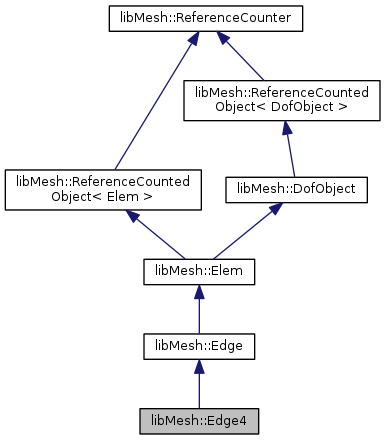 libMesh::ReferenceCounter
libMesh::ReferenceCounted
Object< DofObject >
libMesh::ReferenceCounted
Object< Elem >
libMesh::DofObject
libMesh::Elem
libMesh::Edge
libMesh::Edge4